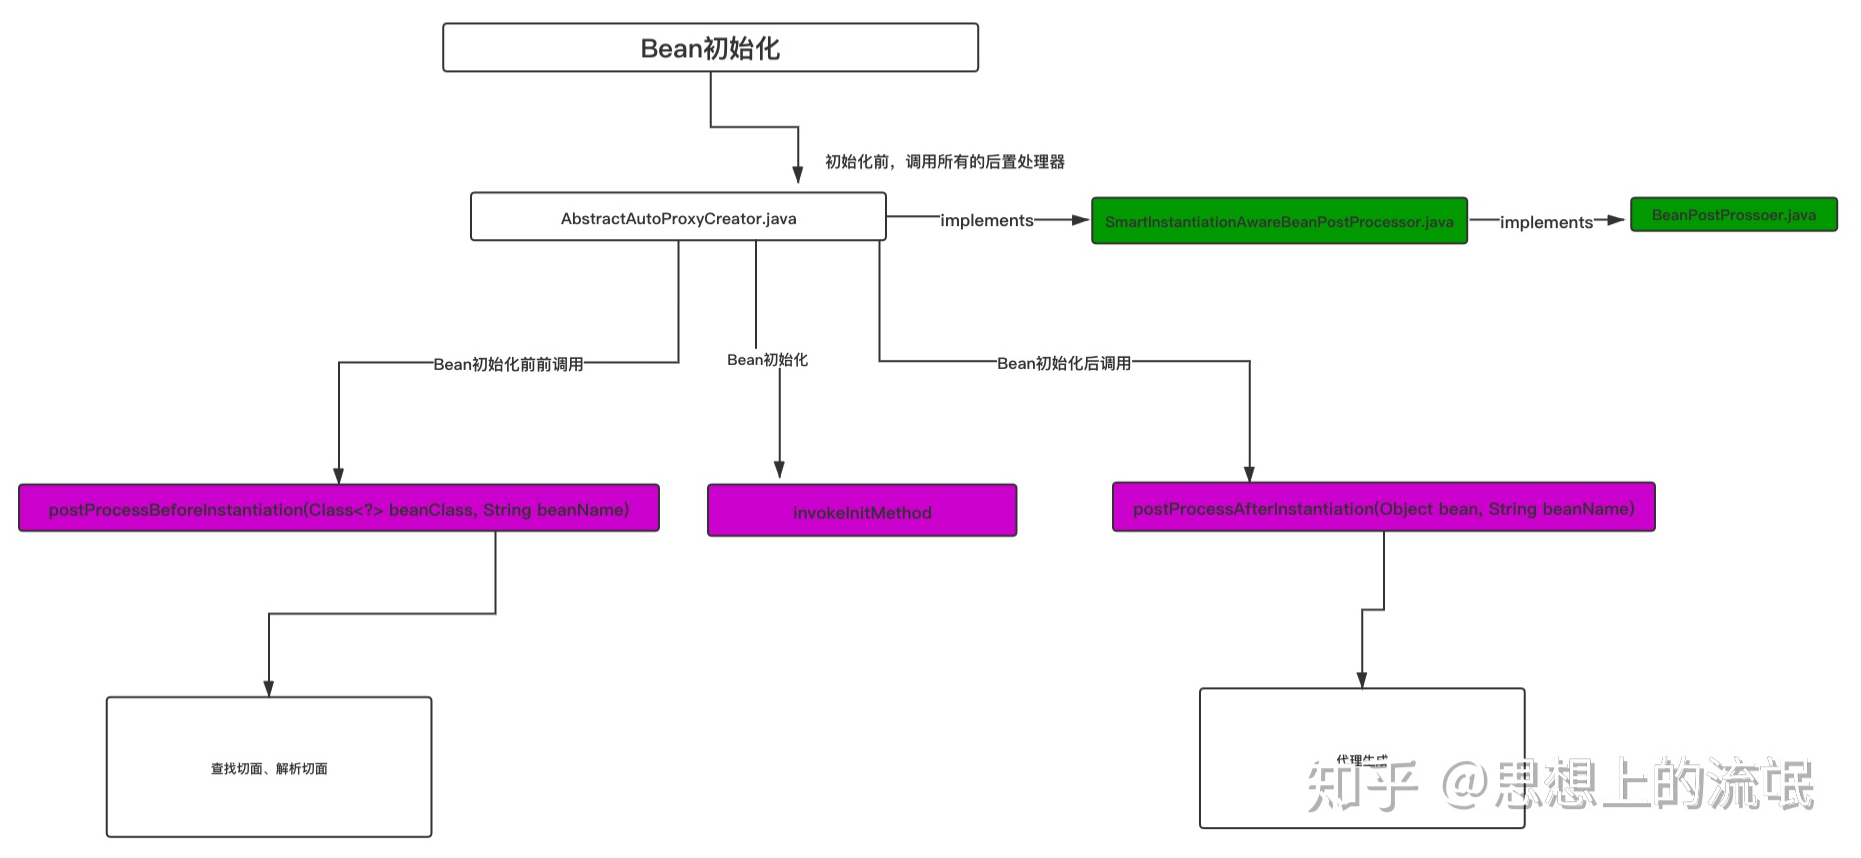 Bean初始化
初始化前，调用所有的后置处理器
AbstractAutoProxyCreator.java
implements
SmartInstantiationAwareBeanPostProcessor.java
implements
BeanPostProssoer.java
Bean初始化前前调用
Bean初始化
Bean初始化后调用
postProcessBeforeInstantiation(Class<?> beanClass, String beanName)
invokeInitMethod
postProcessAfterInstantiation(Object bean, String beanName)
查找切面、解析切面
代理生成
知乎 @思想上的流氓